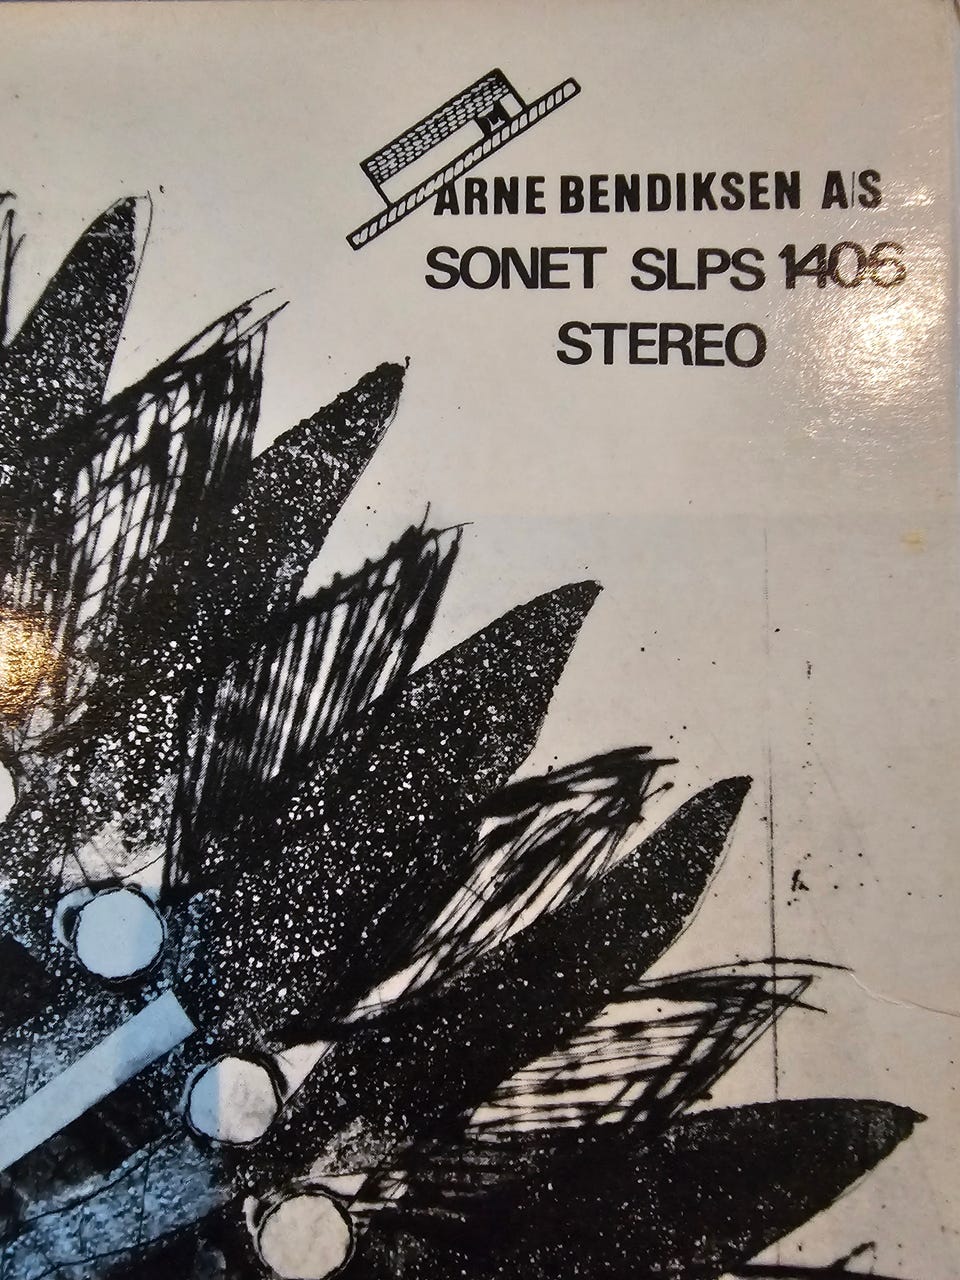 ARNE BENDIKSEN A/S
SONET SLPS 1406
STEREO